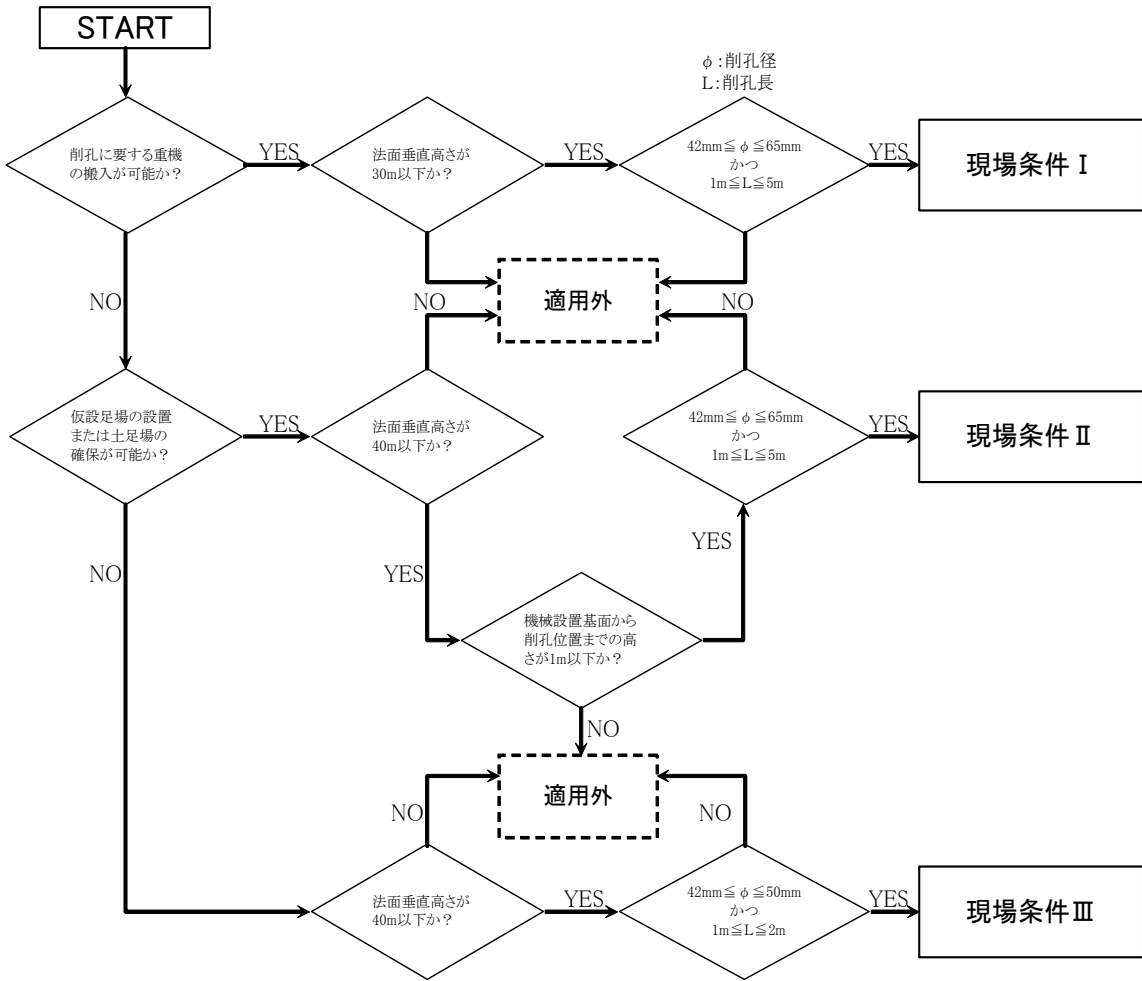 START
φ:削孔径
L:削孔長
削孔に要する重機
の搬入が可能か?
YES
法面垂直高さが
30m以下か?
YES
42mm≦φ≦65mm
かつ
1m≦L≦5m
YES
現場条件Ⅰ
NO
NO
適用外
NO
仮設足場の設置
または土足場の
確保が可能か?
YES
法面垂直高さが
40m以下か?
42mm≦φ≦65mm
かつ
1m≦L≦5m
YES
現場条件Ⅱ
NO
YES
YES
機械設置基面から
削孔位置までの高
さが1m以下か?
NO
適用外
NO
NO
法面垂直高さが
40m以下か?
YES
42mm≦φ≦50mm
かつ
1m≦L≦2m
YES
現場条件Ⅲ